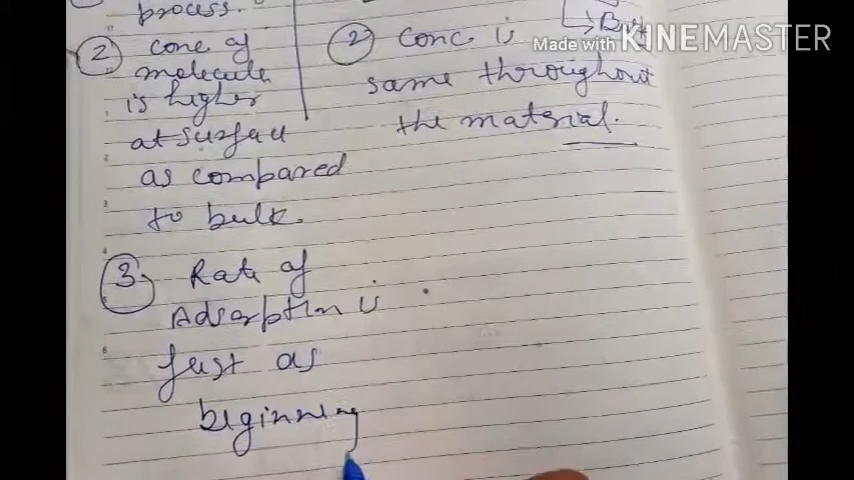 process.
② conc of
molecule
is higher
at surface
as compared
to bulk.
③ Rate of
Adsorption is
fast as
beginning
② Conc is
same throughout
the material.
Made with KINEMASTER